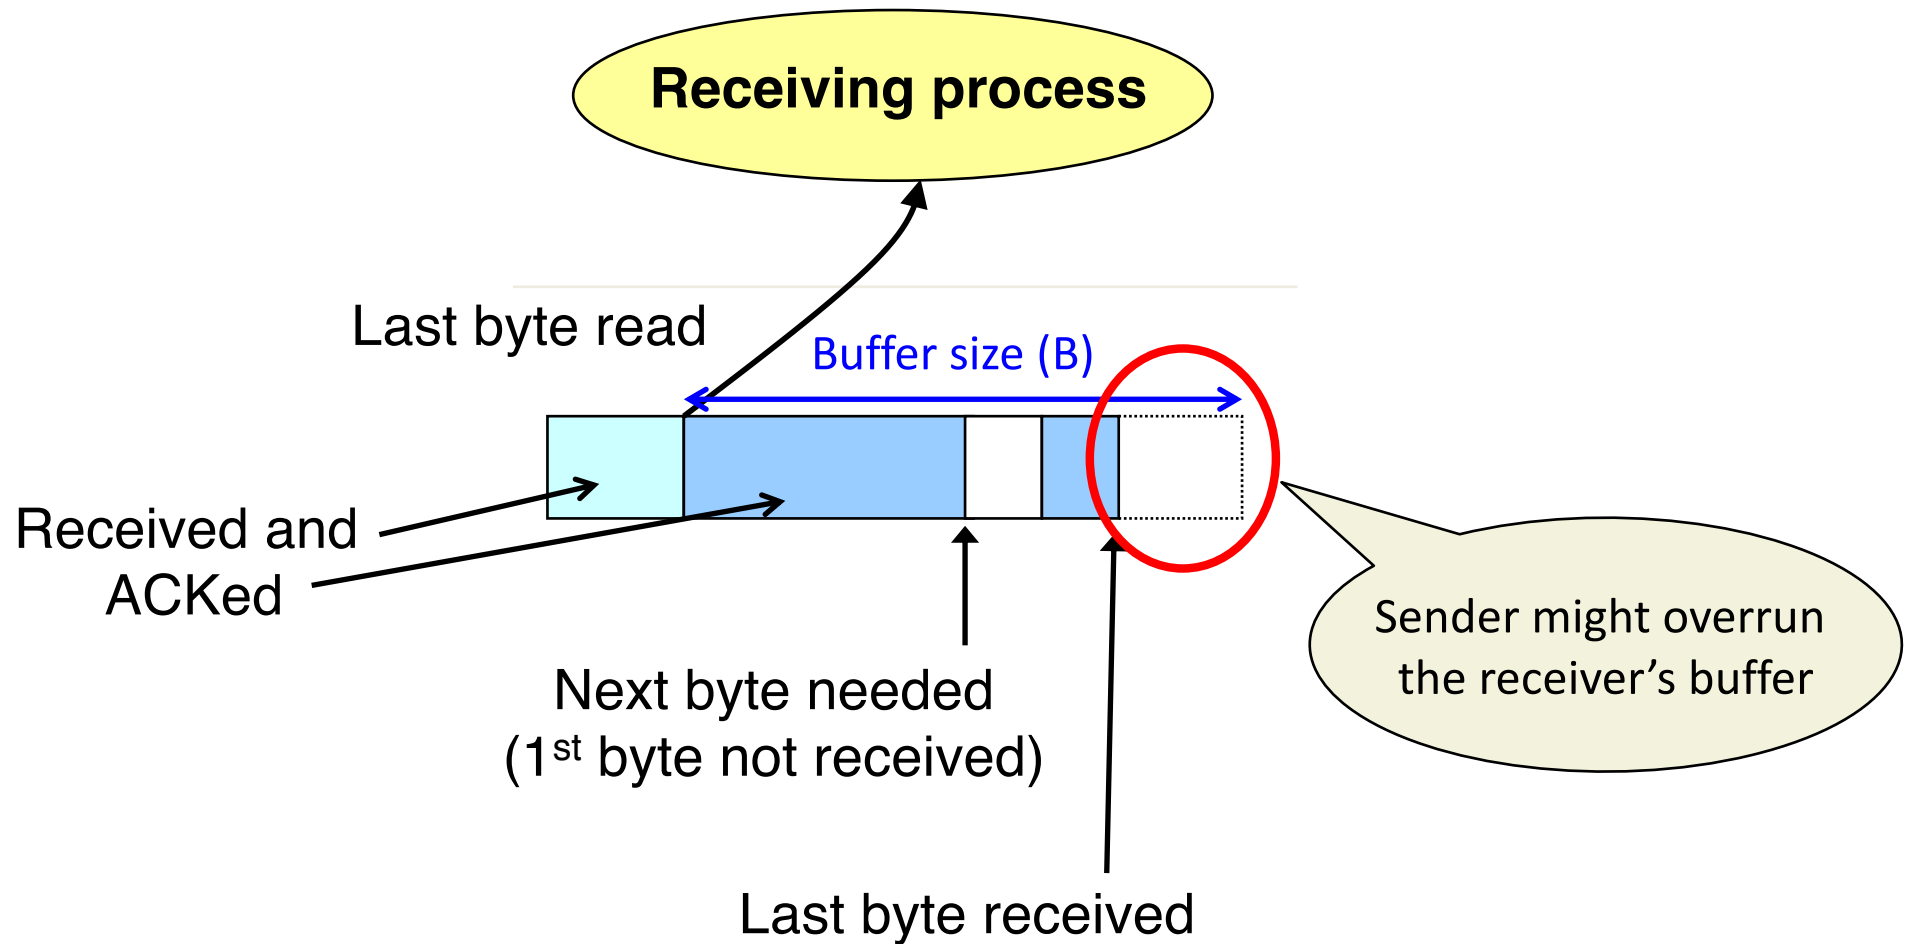 Receiving process
Last byte read
Buffer size (B)
Received and
ACKed
Sender might overrun
the receiver’s buffer
Next byte needed
(1st byte not received)
Last byte received